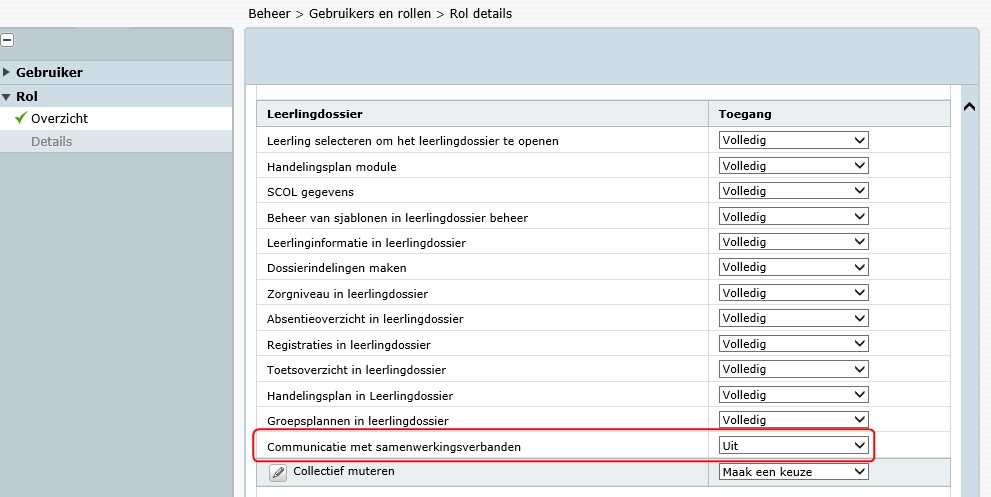 Beheer > Gebruikers en rollen > Rol details
Gebruiker
Rol
Overzicht
Details
Leerlingdossier Toegang
Leerling selecteren om het leerlingdossier te openen Volledig
Handelingsplan module Volledig
SCOL gegevens Volledig
Beheer van sjablonen in leerlingdossier beheer Volledig
Leerlinginformatie in leerlingdossier Volledig
Dossierindelingen maken Volledig
Zorgniveau in leerlingdossier Volledig
Absentieoverzicht in leerlingdossier Volledig
Registraties in leerlingdossier Volledig
Toetsoverzicht in leerlingdossier Volledig
Handelingsplan in Leerlingdossier Volledig
Groepsplannen in leerlingdossier Volledig
Communicatie met samenwerkingsverbanden Uit
Collectief muteren Maak een keuze